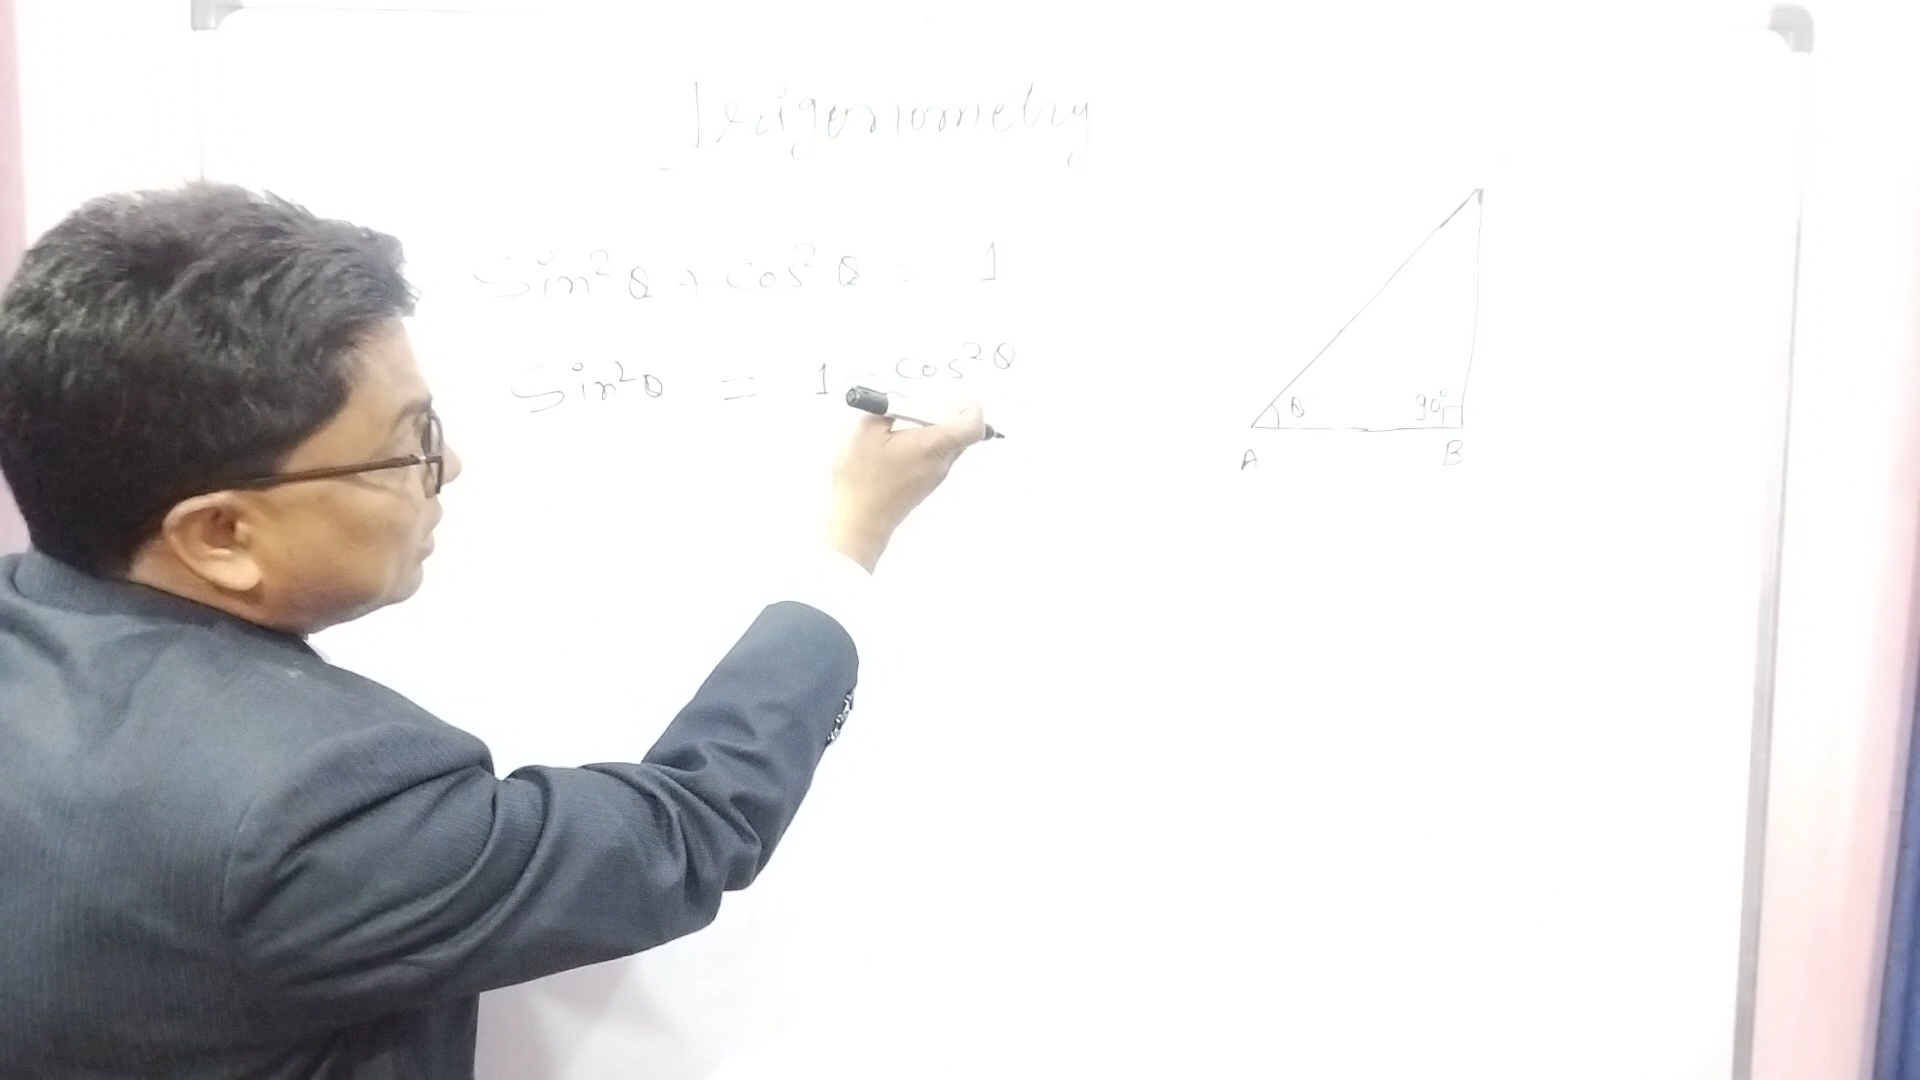 Trigonometry
Sin²θ + cos²θ = 1
Sin²θ = 1 - cos²θ
θ 90°
A B